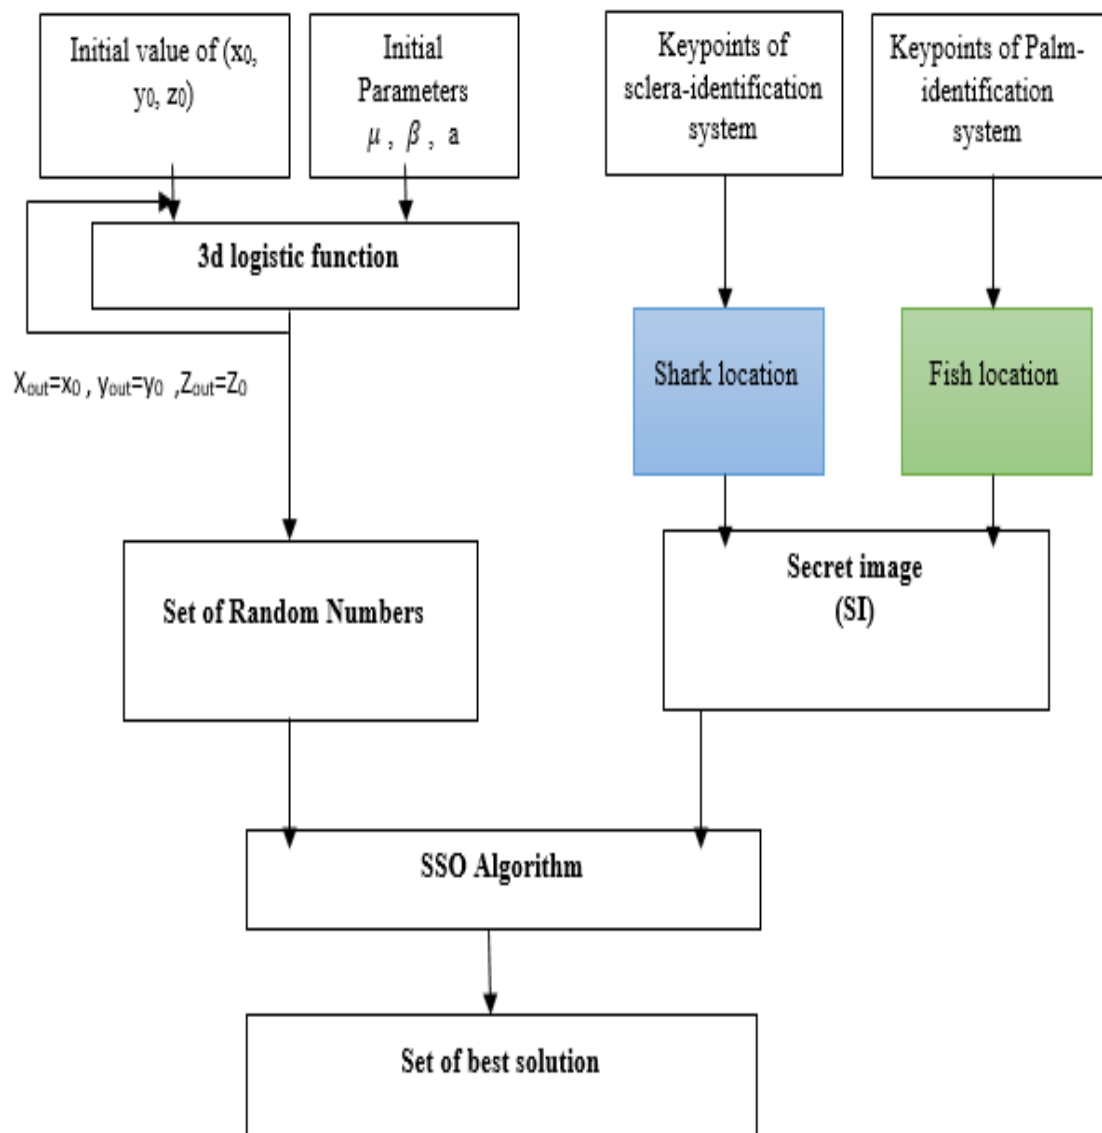 Initial value of (x₀,
y₀, z₀)
Initial
Parameters
μ , β , a
Keypoints of
sclera-identification
system
Keypoints of Palm-
identification
system
3d logistic function
Shark location
Fish location
Xout=x₀ , yout=y₀ ,Zout=Z₀
Set of Random Numbers
Secret image
(SI)
SSO Algorithm
Set of best solution